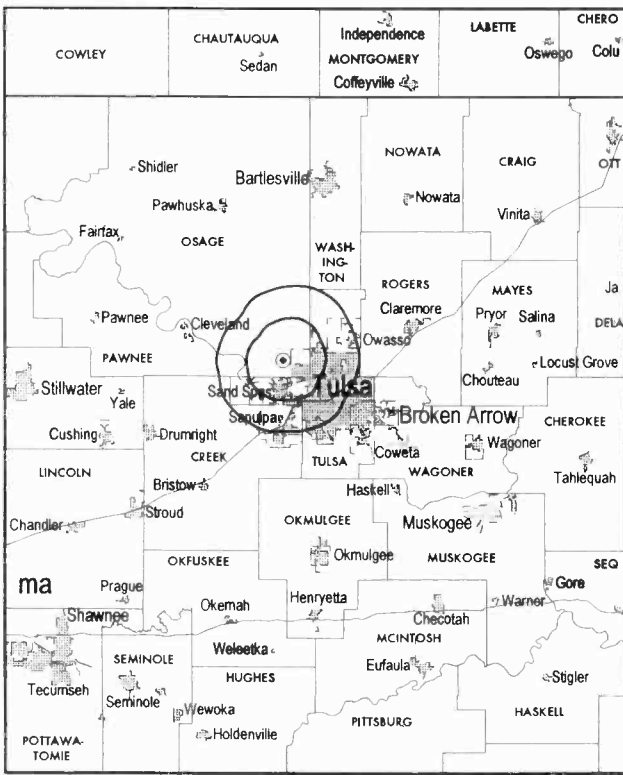 Independence
LABETTE
CHERO
COWLEY
CHAUTAUQUA
Sedan
MONTGOMERY
Coffeyville
Oswego
Colu
NOWATA
CRAIG
OTT
Shidler
Bartlesville
Pawhuska
Nowata
Vinita
Fairfax
OSAGE
WASH-
ING-
TON
ROGERS
MAYES
Ja
DELA
Claremore
Pryor
Salina
Pawnee
Cleveland
Owasso
PAWNEE
Locust Grove
Chouteau
Stillwater
Yale
Sand Spgs
Tulsa
Sapulpa
Broken Arrow
CHEROKEE
Cushing
Drumright
CREEK
TULSA
Coweta
Wagoner
WAGONER
Tahlequah
LINCOLN
Bristow
Haskell
Chandler
Stroud
OKMULGEE
Muskogee
OKFUSKEE
Okmulgee
MUSKOGEE
SEQ
ma
Prague
Henryetta
Gore
Shawnee
Okemah
Checotah
Warner
Weleetka
MCINTOSH
SEMINOLE
HUGHES
Eufaula
Stigler
Tecumseh
Seminole
Wewoka
PITTSBURG
HASKELL
Holdenville
POTTAWA-
TOMIE